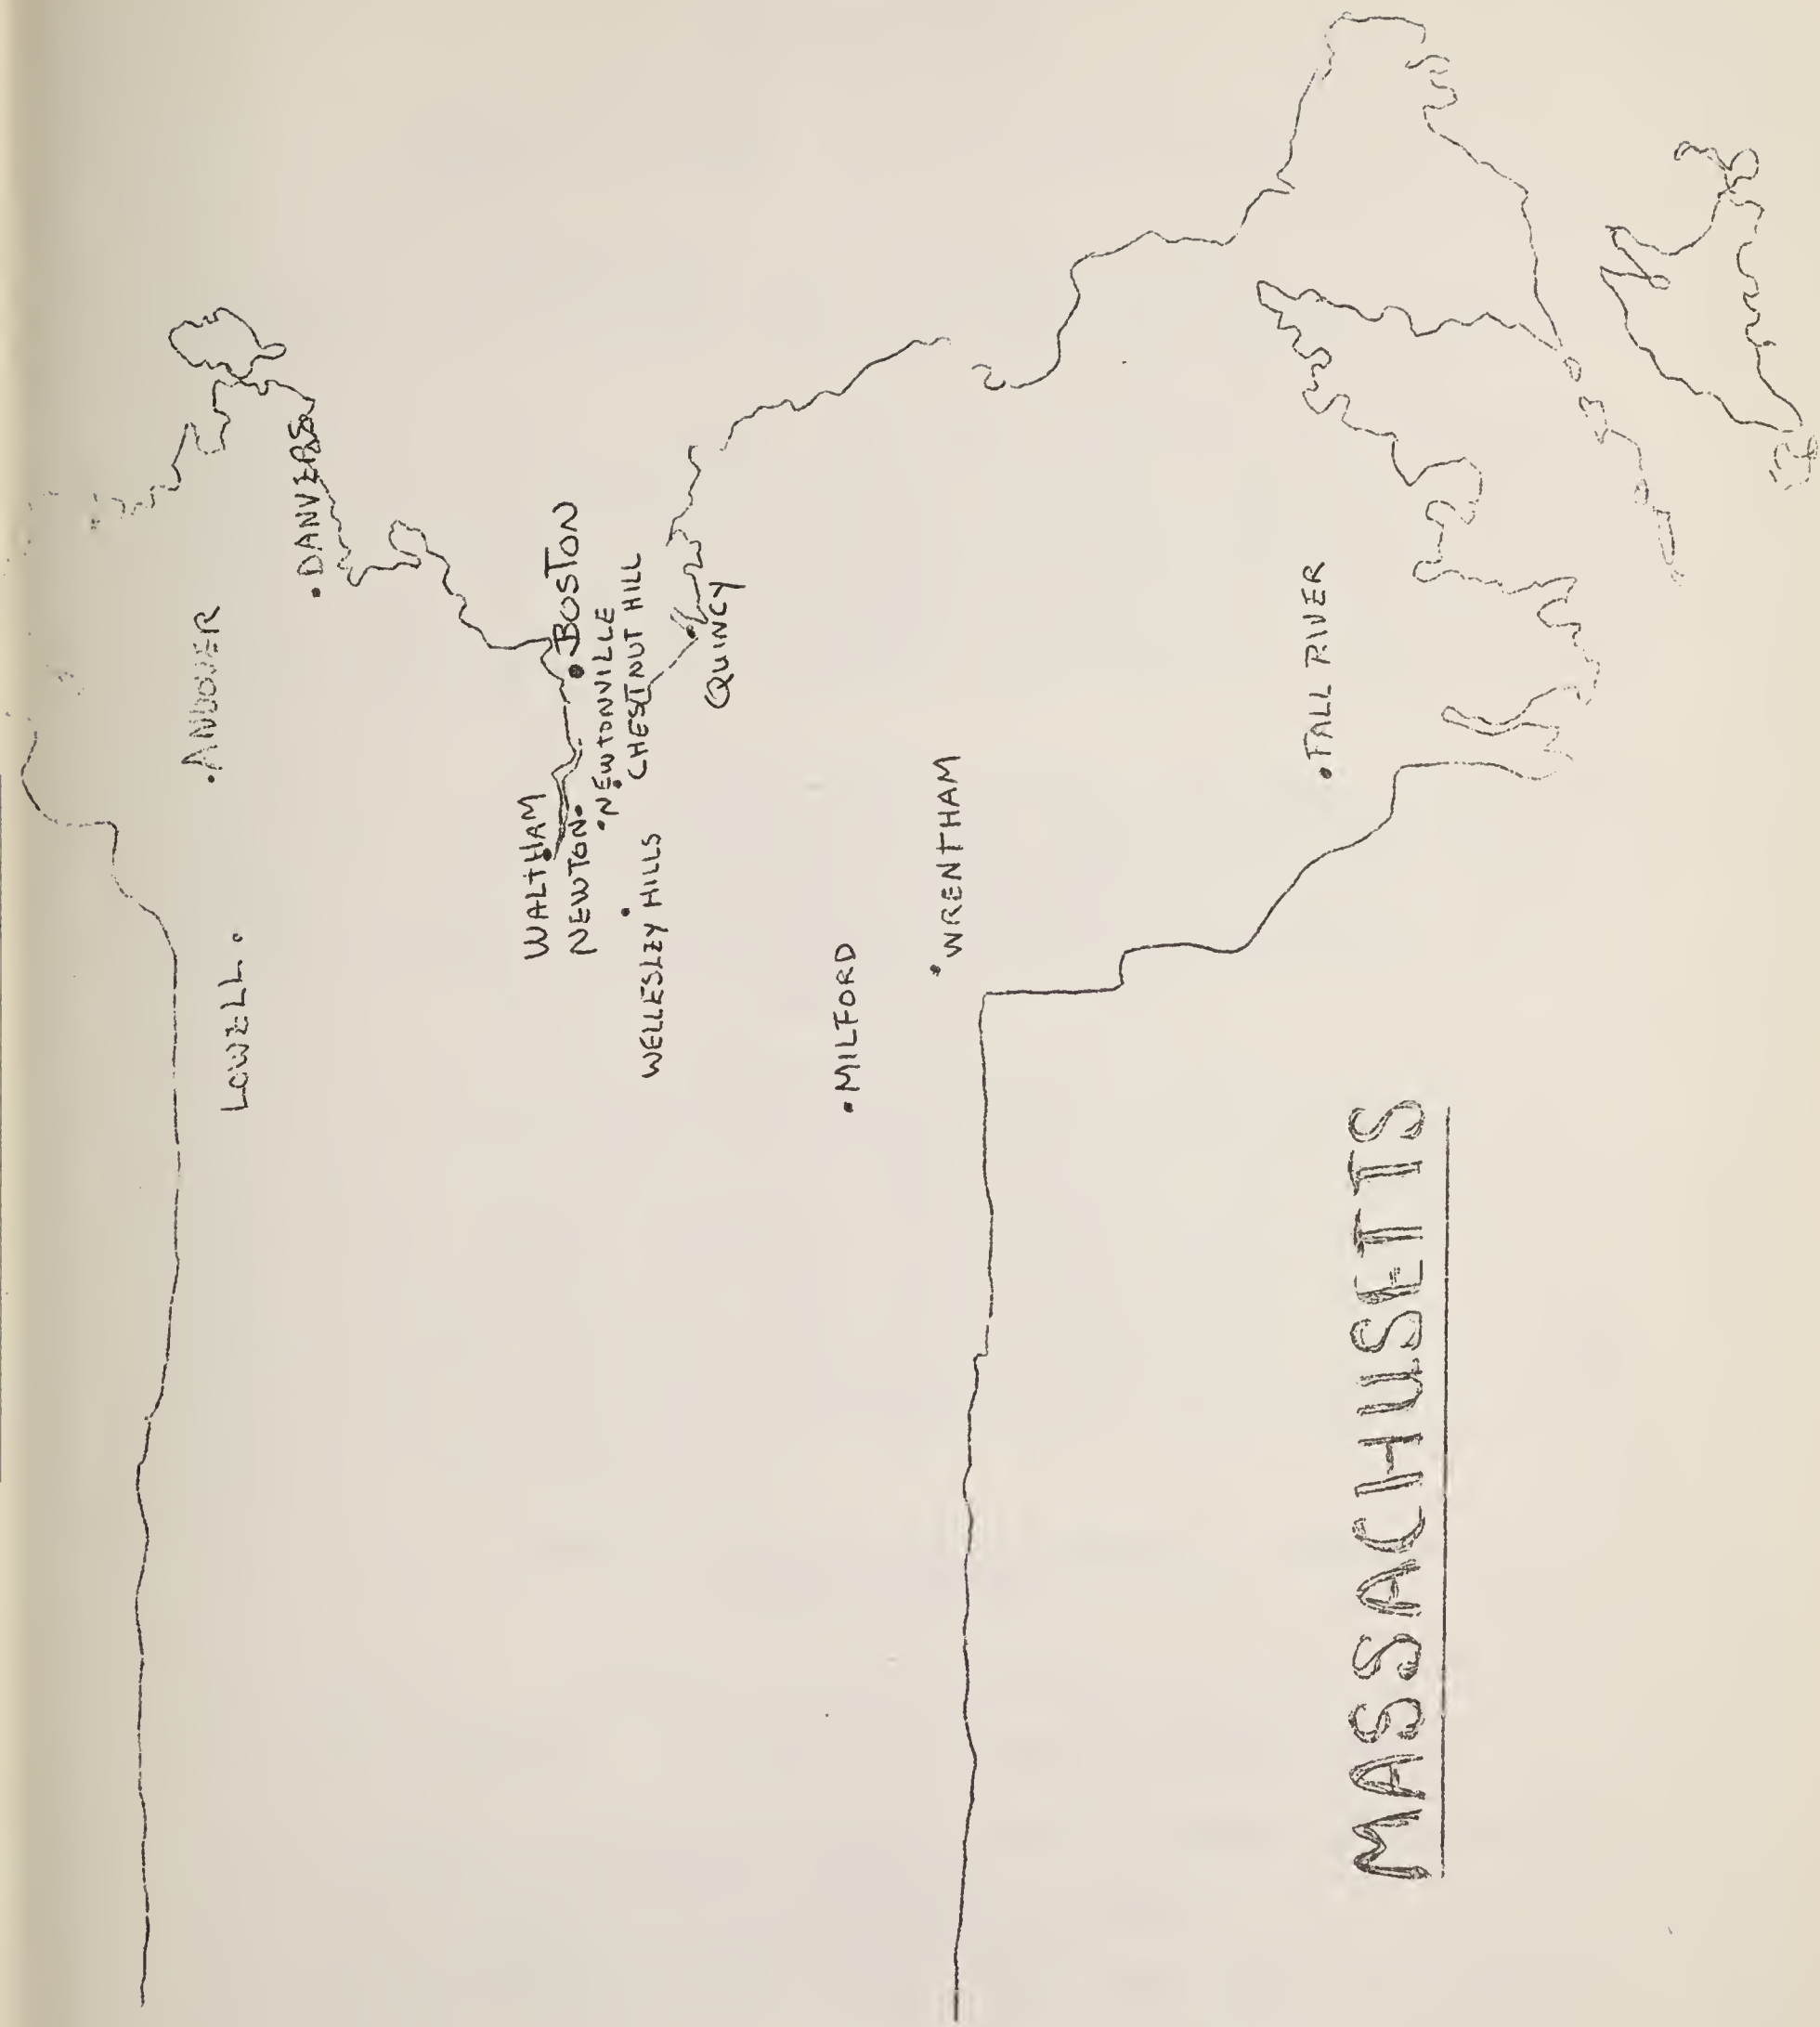 ANDOVER
LOWELL
DANVERS
BOSTON
WALTHAM
NEWTON
NEWTONVILLE
CHESTNUT HILL
WELLESLEY HILLS
QUINCY
MILFORD
WRENTHAM
FALL RIVER
MASSACHUSETTS